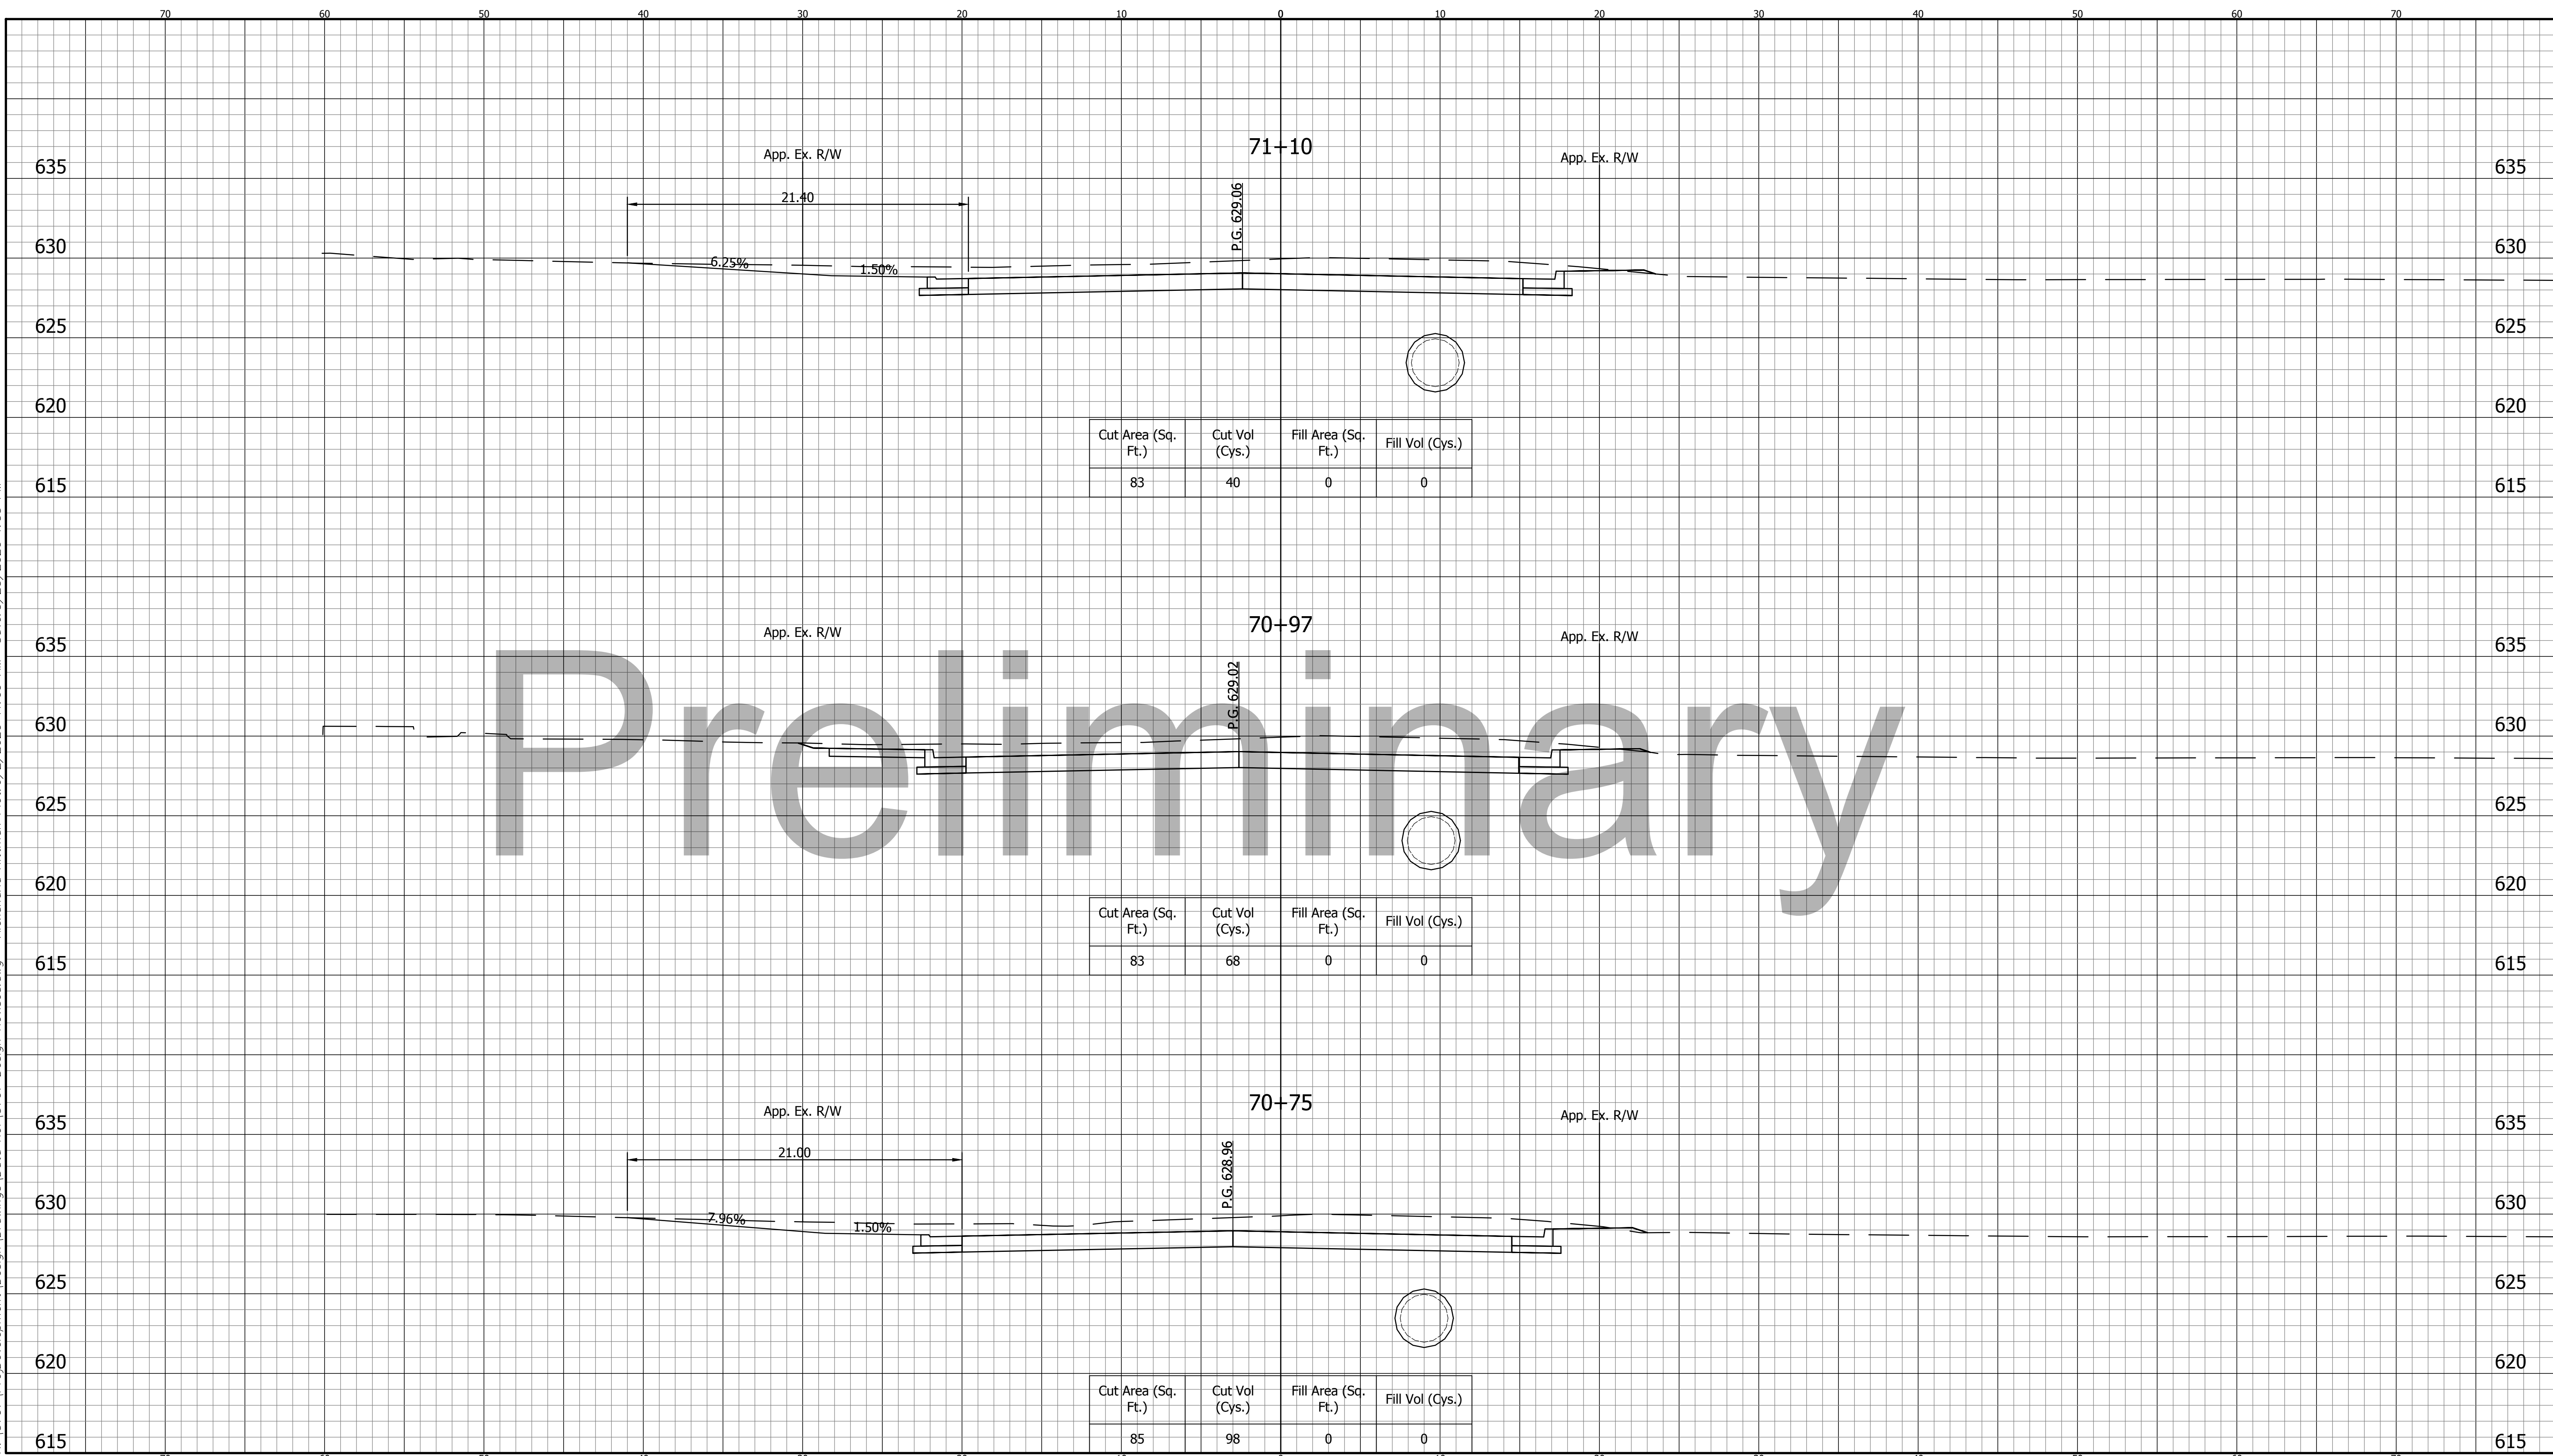 70 60 50 40 30 20 10 0 10 20 30 40 50 60 70
71+10
App. Ex. R/W App. Ex. R/W
635 635
21.40
P.G. 629.06
630 630
6.25% 1.50%
625 625
620 620
Cut Area (Sq. Ft.) Cut Vol (Cys.) Fill Area (Sq. Ft.) Fill Vol (Cys.)
83 40 0 0
615 615
70+97
App. Ex. R/W App. Ex. R/W
635 635
P.G. 629.02
630 630
Preliminary
625 625
620 620
Cut Area (Sq. Ft.) Cut Vol (Cys.) Fill Area (Sq. Ft.) Fill Vol (Cys.)
83 68 0 0
615 615
70+75
App. Ex. R/W App. Ex. R/W
635 635
21.00
P.G. 628.96
630 630
7.96% 1.50%
625 625
620 620
Cut Area (Sq. Ft.) Cut Vol (Cys.) Fill Area (Sq. Ft.) Fill Vol (Cys.)
85 98 0 0
615 615